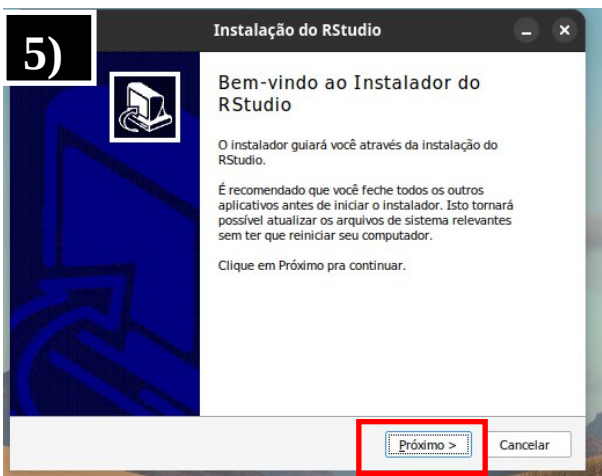 5)
Instalação do RStudio
Bem-vindo ao Instalador do
RStudio
O instalador guiará você através da instalação do
RStudio.
É recomendado que você feche todos os outros
aplicativos antes de iniciar o instalador. Isto tornará
possível atualizar os arquivos de sistema relevantes
sem ter que reiniciar seu computador.
Clique em Próximo pra continuar.
Próximo >
Cancelar